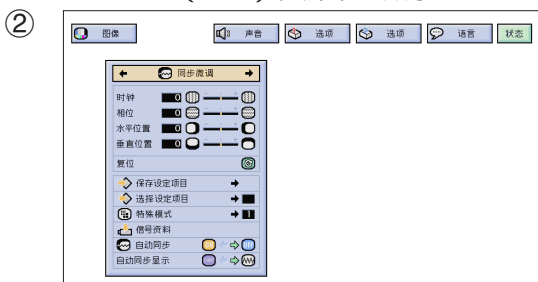 ②
图像 声音 选项 选项 语言 状态
同步微调
时钟 0
相位 0
水平位置 0
垂直位置 0
复位
保存设定项目
选择设定项目
特殊模式 1
信号资料
自动同步
自动同步显示